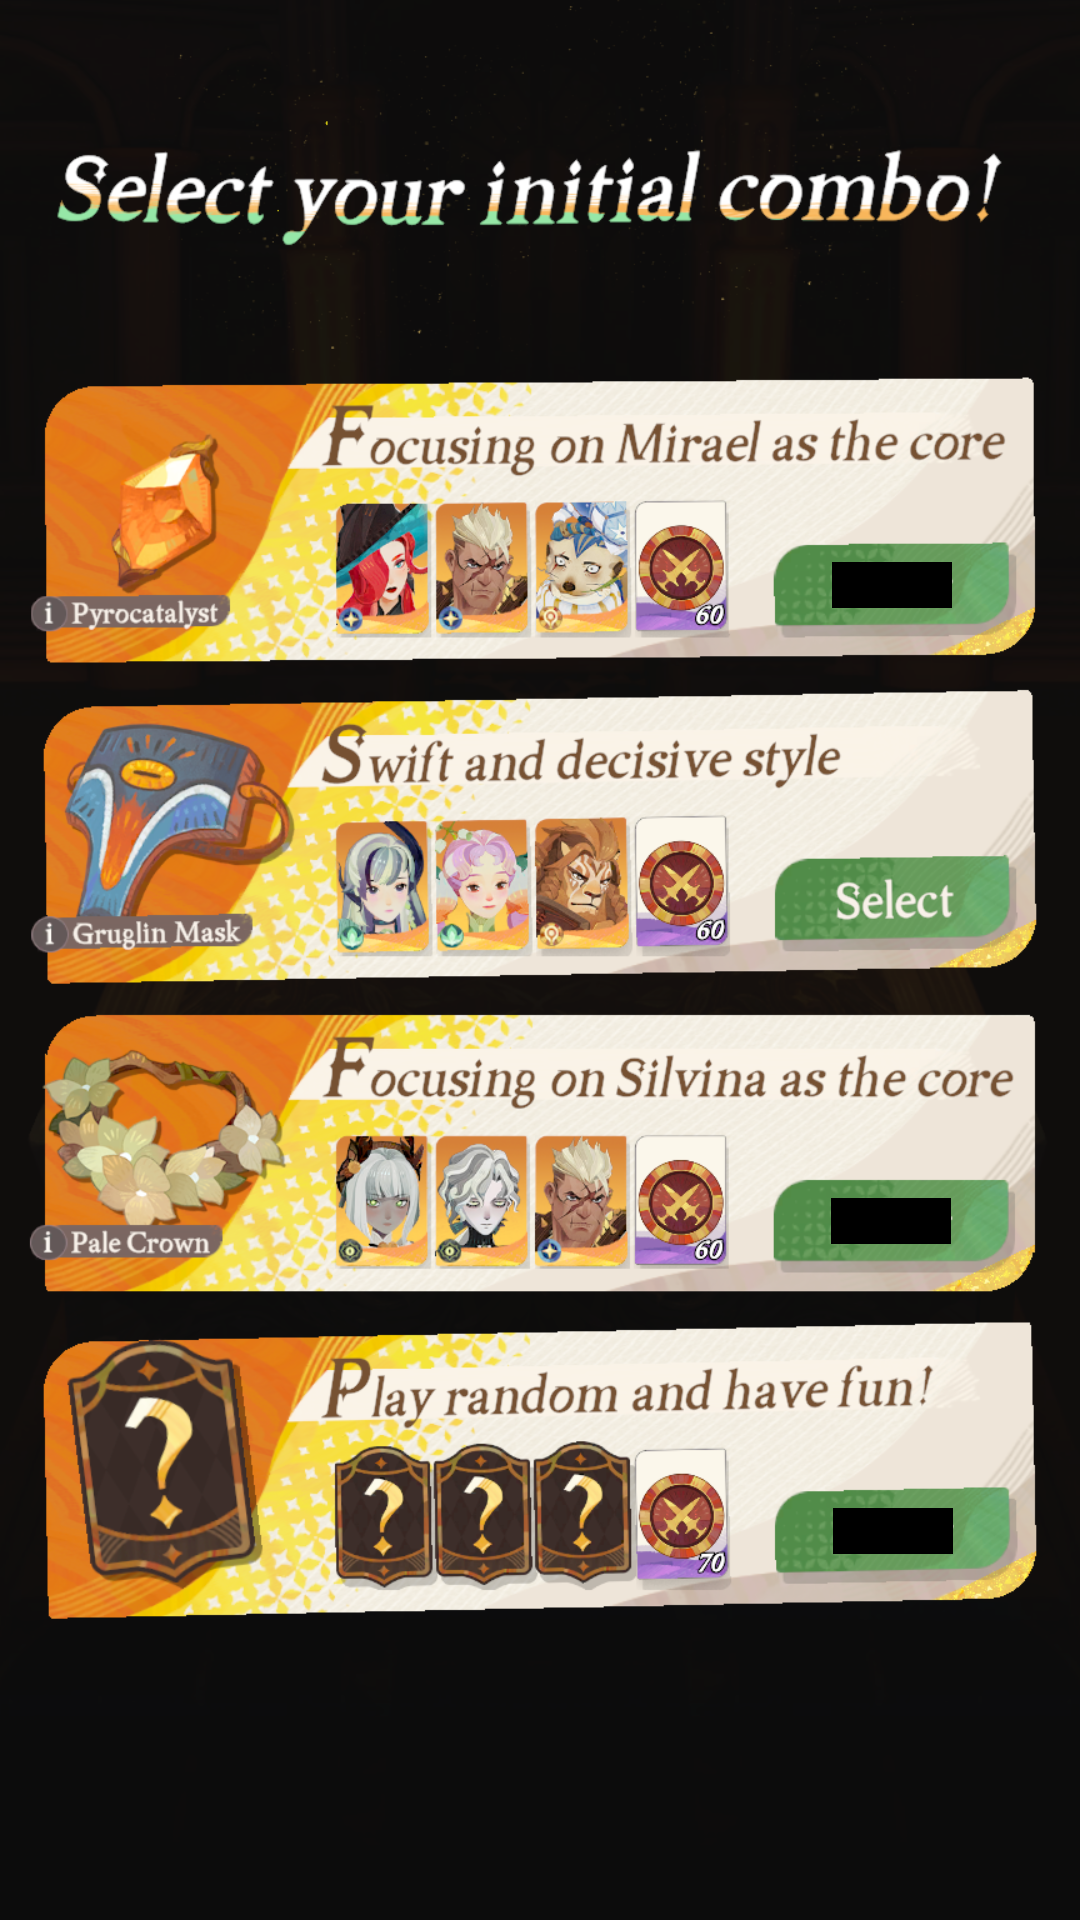 Select your initial combo!
Focusing on Mirael as the core
60
i Pyrocatalyst
Swift and decisive style
60
Select
i Gruglin Mask
Focusing on Silvina as the core
60
i Pale Crown
Play random and have fun!
?
? ? ?
70